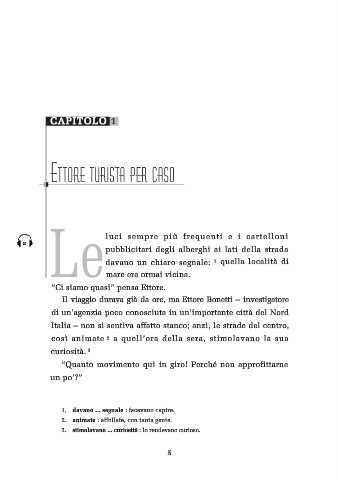 CAPITOLO 1
ETTORE TURISTA PER CASO
Le luci sempre più frequenti e i cartelloni
pubblicitari degli alberghi ai lati della strada
davano un chiaro segnale; 1 quella località di
mare era ormai vicina.
"Ci siamo quasi" pensa Ettore.
Il viaggio durava già da ore, ma Ettore Bonetti – investigatore
di un'agenzia poco conosciuta in un'importante città del Nord
Italia – non si sentiva affatto stanco; anzi, le strade del centro,
così animate 2 a quell'ora della sera, stimolavano la sua
curiosità. 3
"Quanto movimento qui in giro! Perché non approfittarne
un po'?"
1. davano ... segnale : facevano capire.
2. animate : affollate, con tanta gente.
3. stimolavano ... curiosità : lo rendevano curioso.